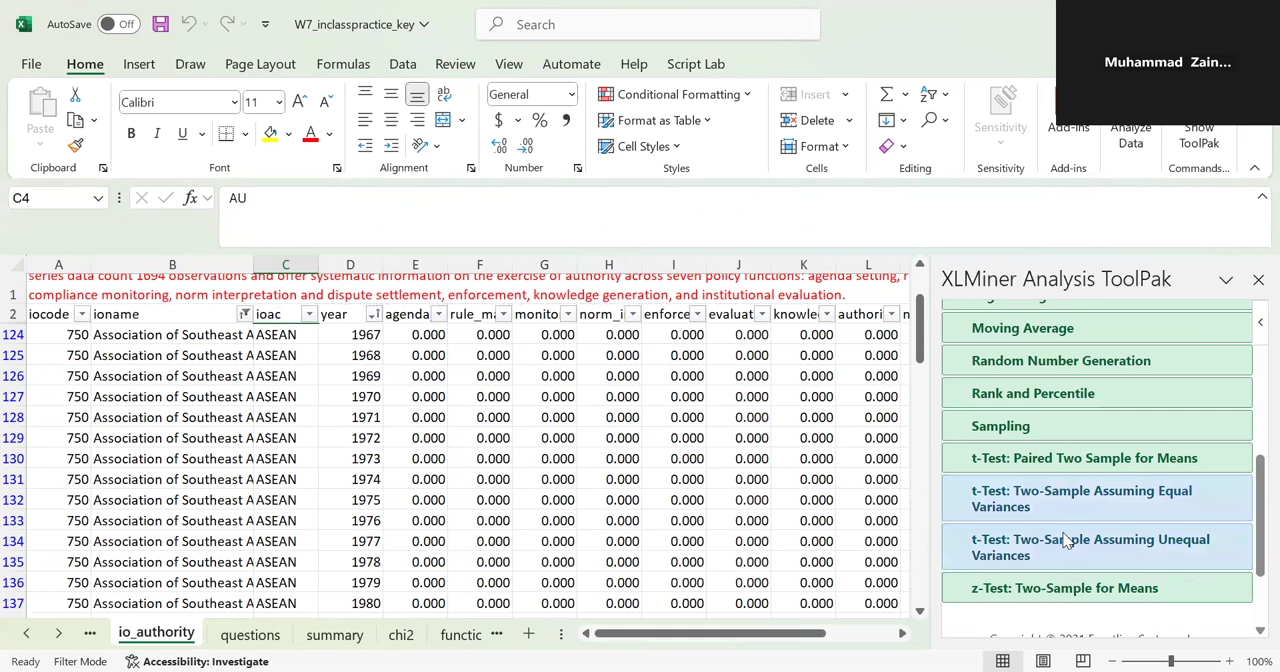 AutoSave Off W7_inclasspractice_key Search
Muhammad Zain...
File Home Insert Draw Page Layout Formulas Data Review View Automate Help Script Lab
Paste Calibri 11 General Conditional Formatting Format as Table Cell Styles Insert Delete Format Sensitivity Add-ins Analyze Data Show ToolPak
Clipboard Font Alignment Number Styles Cells Editing Sensitivity Add-ins Commands...
C4 fx AU
A B C D E F G H I J K L
series data count 1694 observations and offer systematic information on the exercise of authority across seven policy functions: agenda setting, r
1 compliance monitoring, norm interpretation and dispute settlement, enforcement, knowledge generation, and institutional evaluation.
2 iocode ioname ioac year agenda rule_m monito norm_i enforce evaluat knowle authori n
124 750 Association of Southeast A ASEAN 1967 0.000 0.000 0.000 0.000 0.000 0.000 0.000 0.000
125 750 Association of Southeast A ASEAN 1968 0.000 0.000 0.000 0.000 0.000 0.000 0.000 0.000
126 750 Association of Southeast A ASEAN 1969 0.000 0.000 0.000 0.000 0.000 0.000 0.000 0.000
127 750 Association of Southeast A ASEAN 1970 0.000 0.000 0.000 0.000 0.000 0.000 0.000 0.000
128 750 Association of Southeast A ASEAN 1971 0.000 0.000 0.000 0.000 0.000 0.000 0.000 0.000
129 750 Association of Southeast A ASEAN 1972 0.000 0.000 0.000 0.000 0.000 0.000 0.000 0.000
130 750 Association of Southeast A ASEAN 1973 0.000 0.000 0.000 0.000 0.000 0.000 0.000 0.000
131 750 Association of Southeast A ASEAN 1974 0.000 0.000 0.000 0.000 0.000 0.000 0.000 0.000
132 750 Association of Southeast A ASEAN 1975 0.000 0.000 0.000 0.000 0.000 0.000 0.000 0.000
133 750 Association of Southeast A ASEAN 1976 0.000 0.000 0.000 0.000 0.000 0.000 0.000 0.000
134 750 Association of Southeast A ASEAN 1977 0.000 0.000 0.000 0.000 0.000 0.000 0.000 0.000
135 750 Association of Southeast A ASEAN 1978 0.000 0.000 0.000 0.000 0.000 0.000 0.000 0.000
136 750 Association of Southeast A ASEAN 1979 0.000 0.000 0.000 0.000 0.000 0.000 0.000 0.000
137 750 Association of Southeast A ASEAN 1980 0.000 0.000 0.000 0.000 0.000 0.000 0.000 0.000
XLMiner Analysis ToolPak
Moving Average
Random Number Generation
Rank and Percentile
Sampling
t-Test: Paired Two Sample for Means
t-Test: Two-Sample Assuming Equal
Variances
t-Test: Two-Sample Assuming Unequal
Variances
z-Test: Two-Sample for Means
io_authority questions summary chi2 functic
Ready Filter Mode Accessibility: Investigate 100%